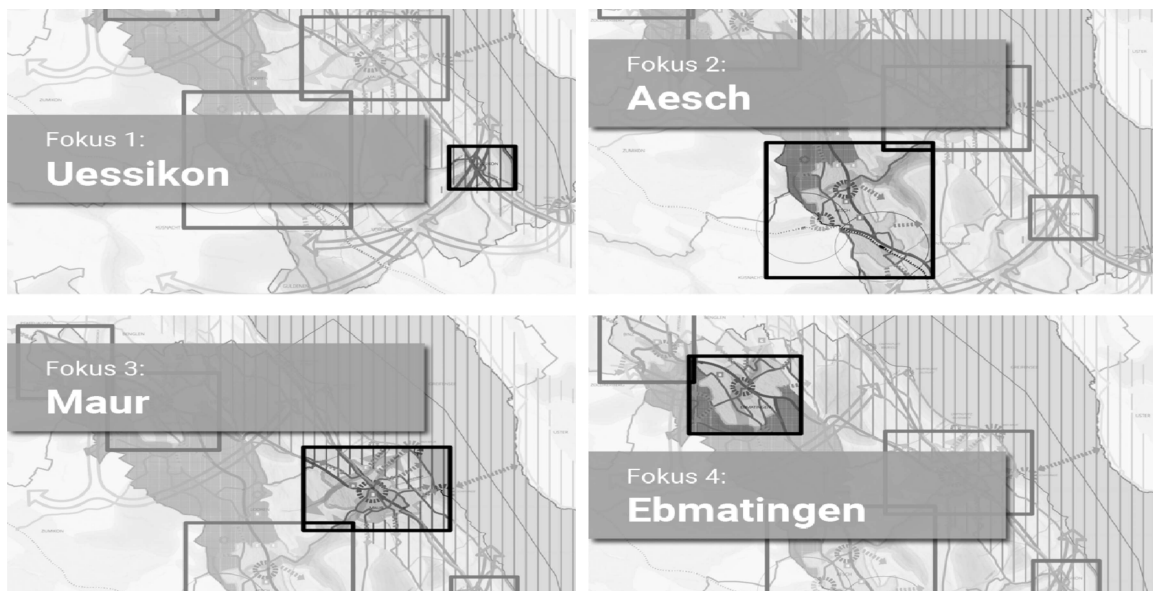 Fokus 1:
Uessikon
Fokus 2:
Aesch
Fokus 3:
Maur
Fokus 4:
Ebmatingen